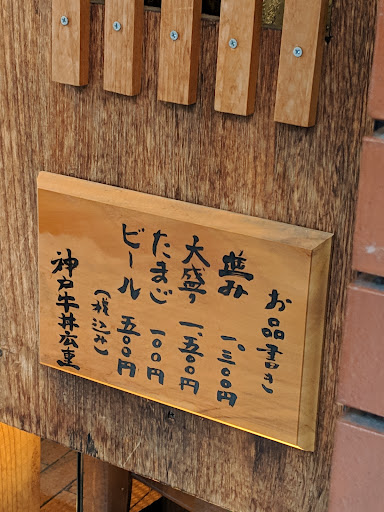 お品書き
並み 一、三〇〇円
大盛り 一、五〇〇円
たまご 一〇〇円
ビール 五〇〇円
(税込み)
神戸牛丼広重